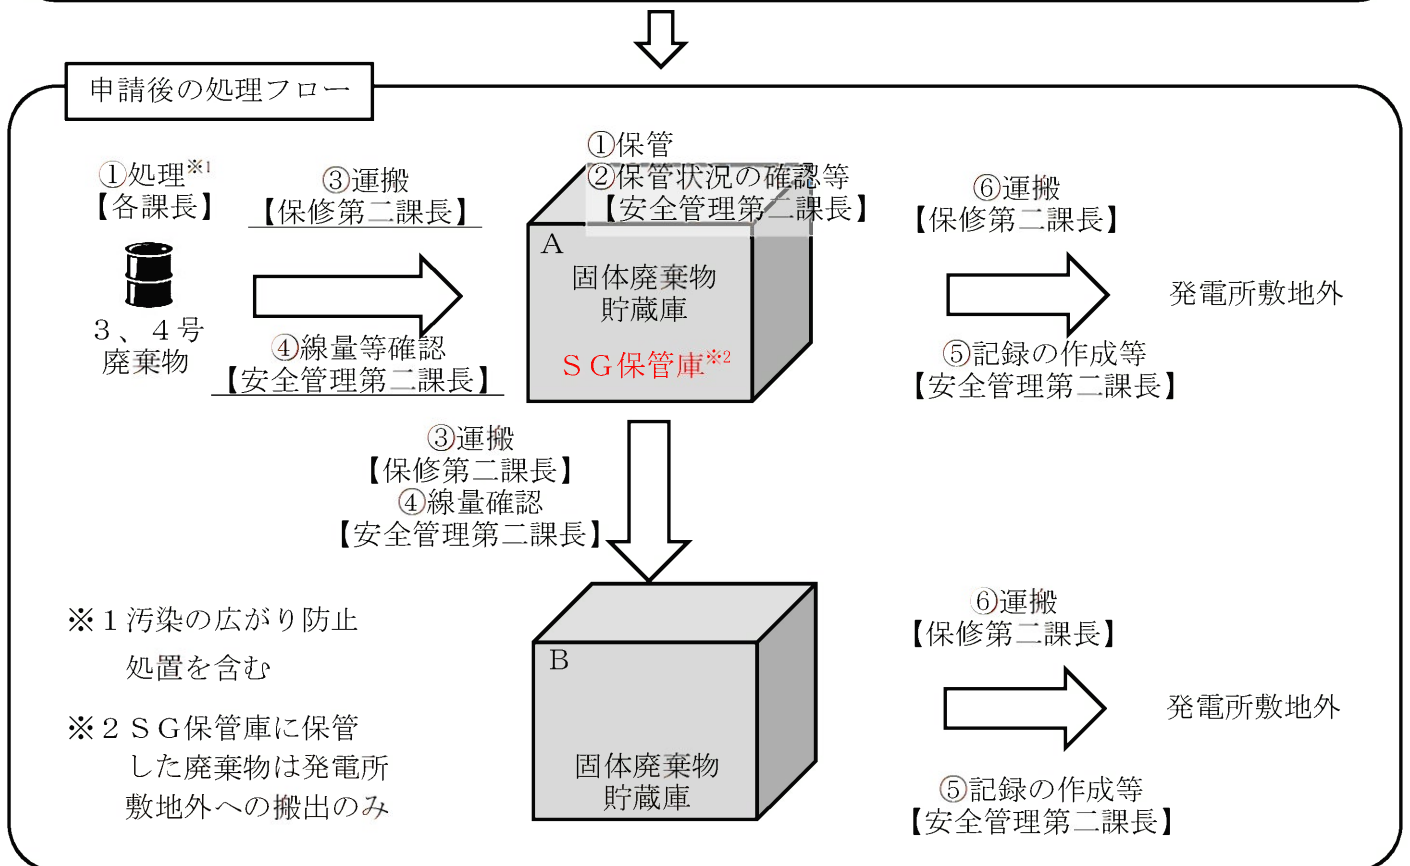 申請後の処理フロー
①処理※1
【各課長】
3、4号
廃棄物
③運搬
【保修第二課長】
④線量等確認
【安全管理第二課長】
①保管
②保管状況の確認等
【安全管理第二課長】
A
固体廃棄物
貯蔵庫
SG保管庫※2
⑥運搬
【保修第二課長】
⑤記録の作成等
【安全管理第二課長】
発電所敷地外
③運搬
【保修第二課長】
④線量確認
【安全管理第二課長】
B
固体廃棄物
貯蔵庫
⑥運搬
【保修第二課長】
⑤記録の作成等
【安全管理第二課長】
発電所敷地外
※1汚染の広がり防止
処置を含む
※2SG保管庫に保管
した廃棄物は発電所
敷地外への搬出のみ